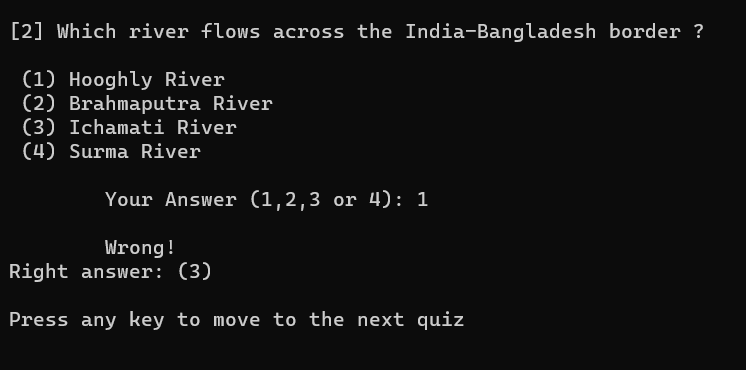 [2] Which river flows across the India-Bangladesh border ?
(1) Hooghly River
(2) Brahmaputra River
(3) Ichamati River
(4) Surma River
Your Answer (1,2,3 or 4): 1
Wrong!
Right answer: (3)
Press any key to move to the next quiz